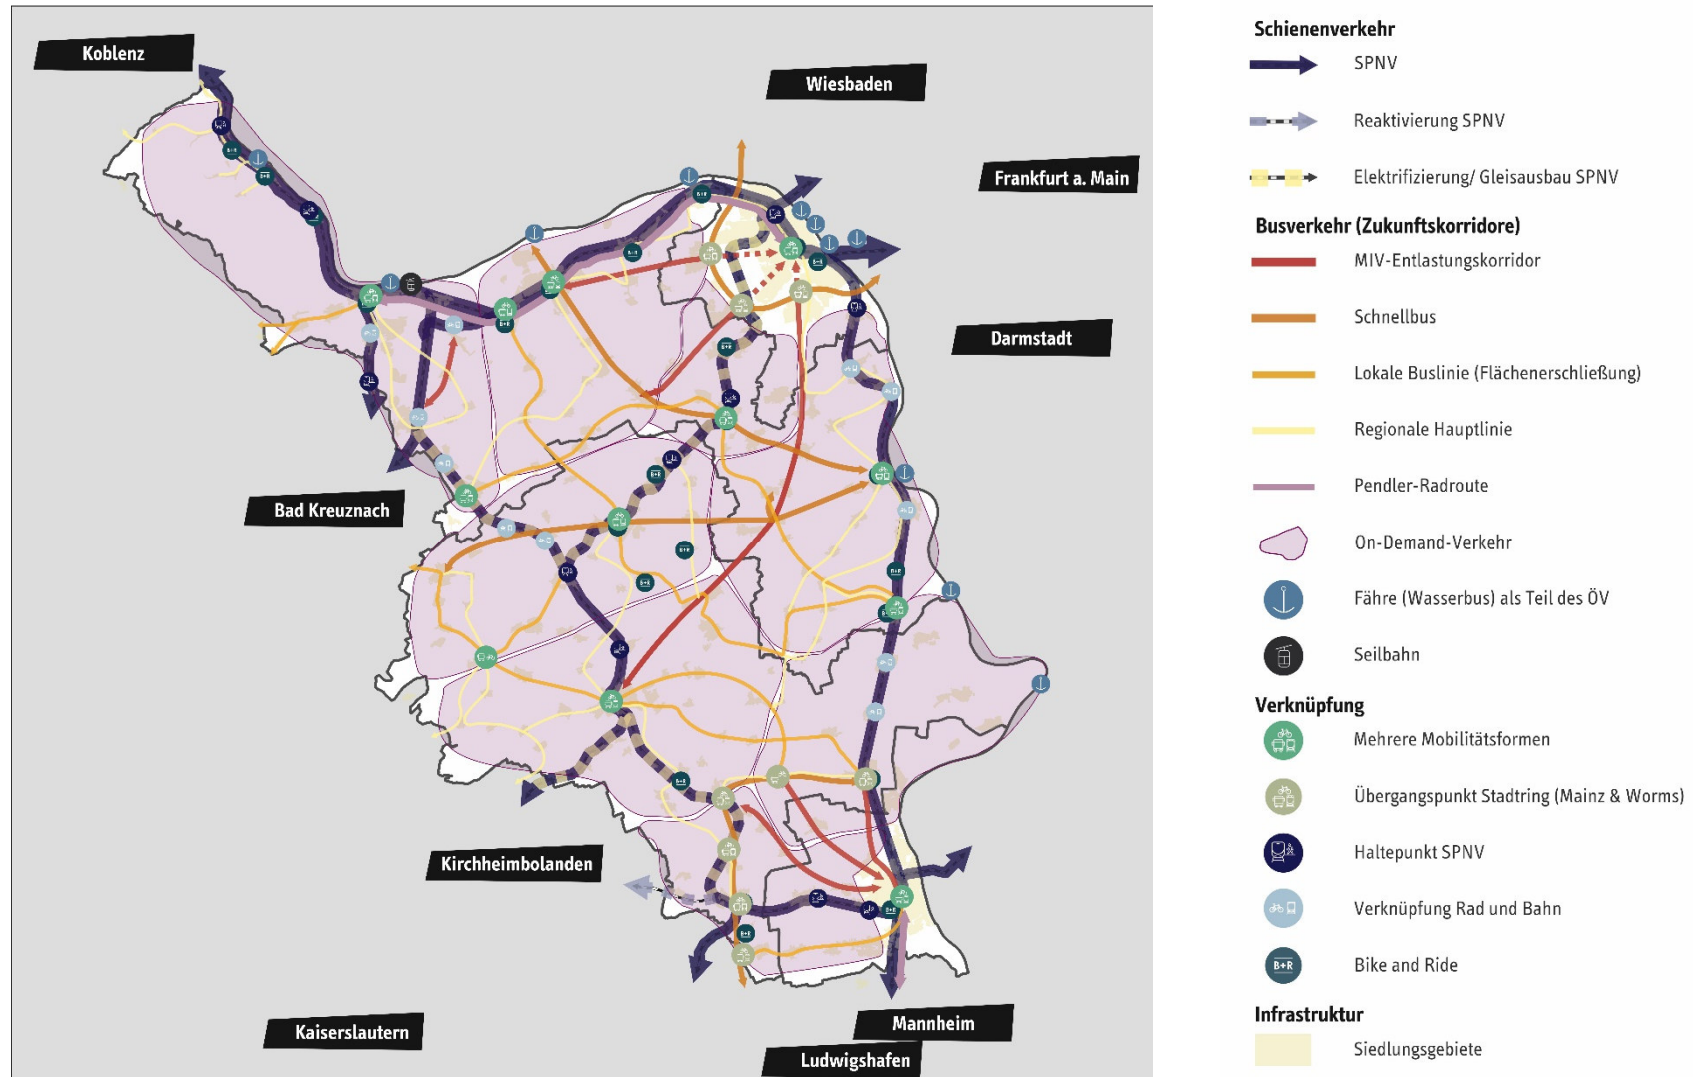 Koblenz
Wiesbaden
Frankfurt a. Main
Darmstadt
Bad Kreuznach
Kirchheimbolanden
Kaiserslautern
Mannheim
Ludwigshafen
Schienenverkehr
SPNV
Reaktivierung SPNV
Elektrifizierung/ Gleisausbau SPNV
Busverkehr (Zukunftskorridore)
MIV-Entlastungskorridor
Schnellbus
Lokale Buslinie (Flächenerschließung)
Regionale Hauptlinie
Pendler-Radroute
On-Demand-Verkehr
Fähre (Wasserbus) als Teil des ÖV
Seilbahn
Verknüpfung
Mehrere Mobilitätsformen
Übergangspunkt Stadtring (Mainz & Worms)
Haltepunkt SPNV
Verknüpfung Rad und Bahn
B+R
Bike and Ride
Infrastruktur
Siedlungsgebiete